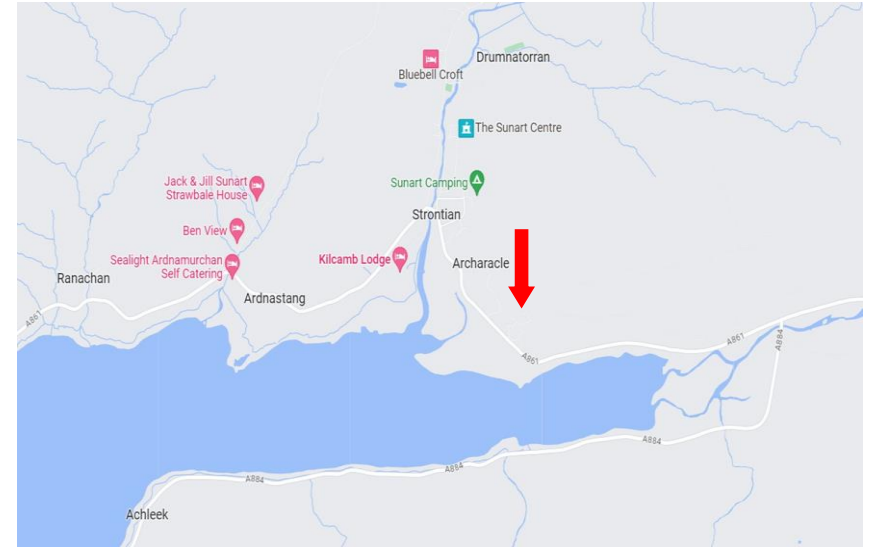 Drumnatorran
Bluebell Croft
The Sunart Centre
Jack & Jill Sunart
Strawbale House
Sunart Camping
Strontian
Ben View
Sealight Ardnamurchan
Self Catering
Kilcamb Lodge
Archaracle
Ranachan
Ardnastang
A861
A861
A861
A884
A884
A884
A884
Achleek